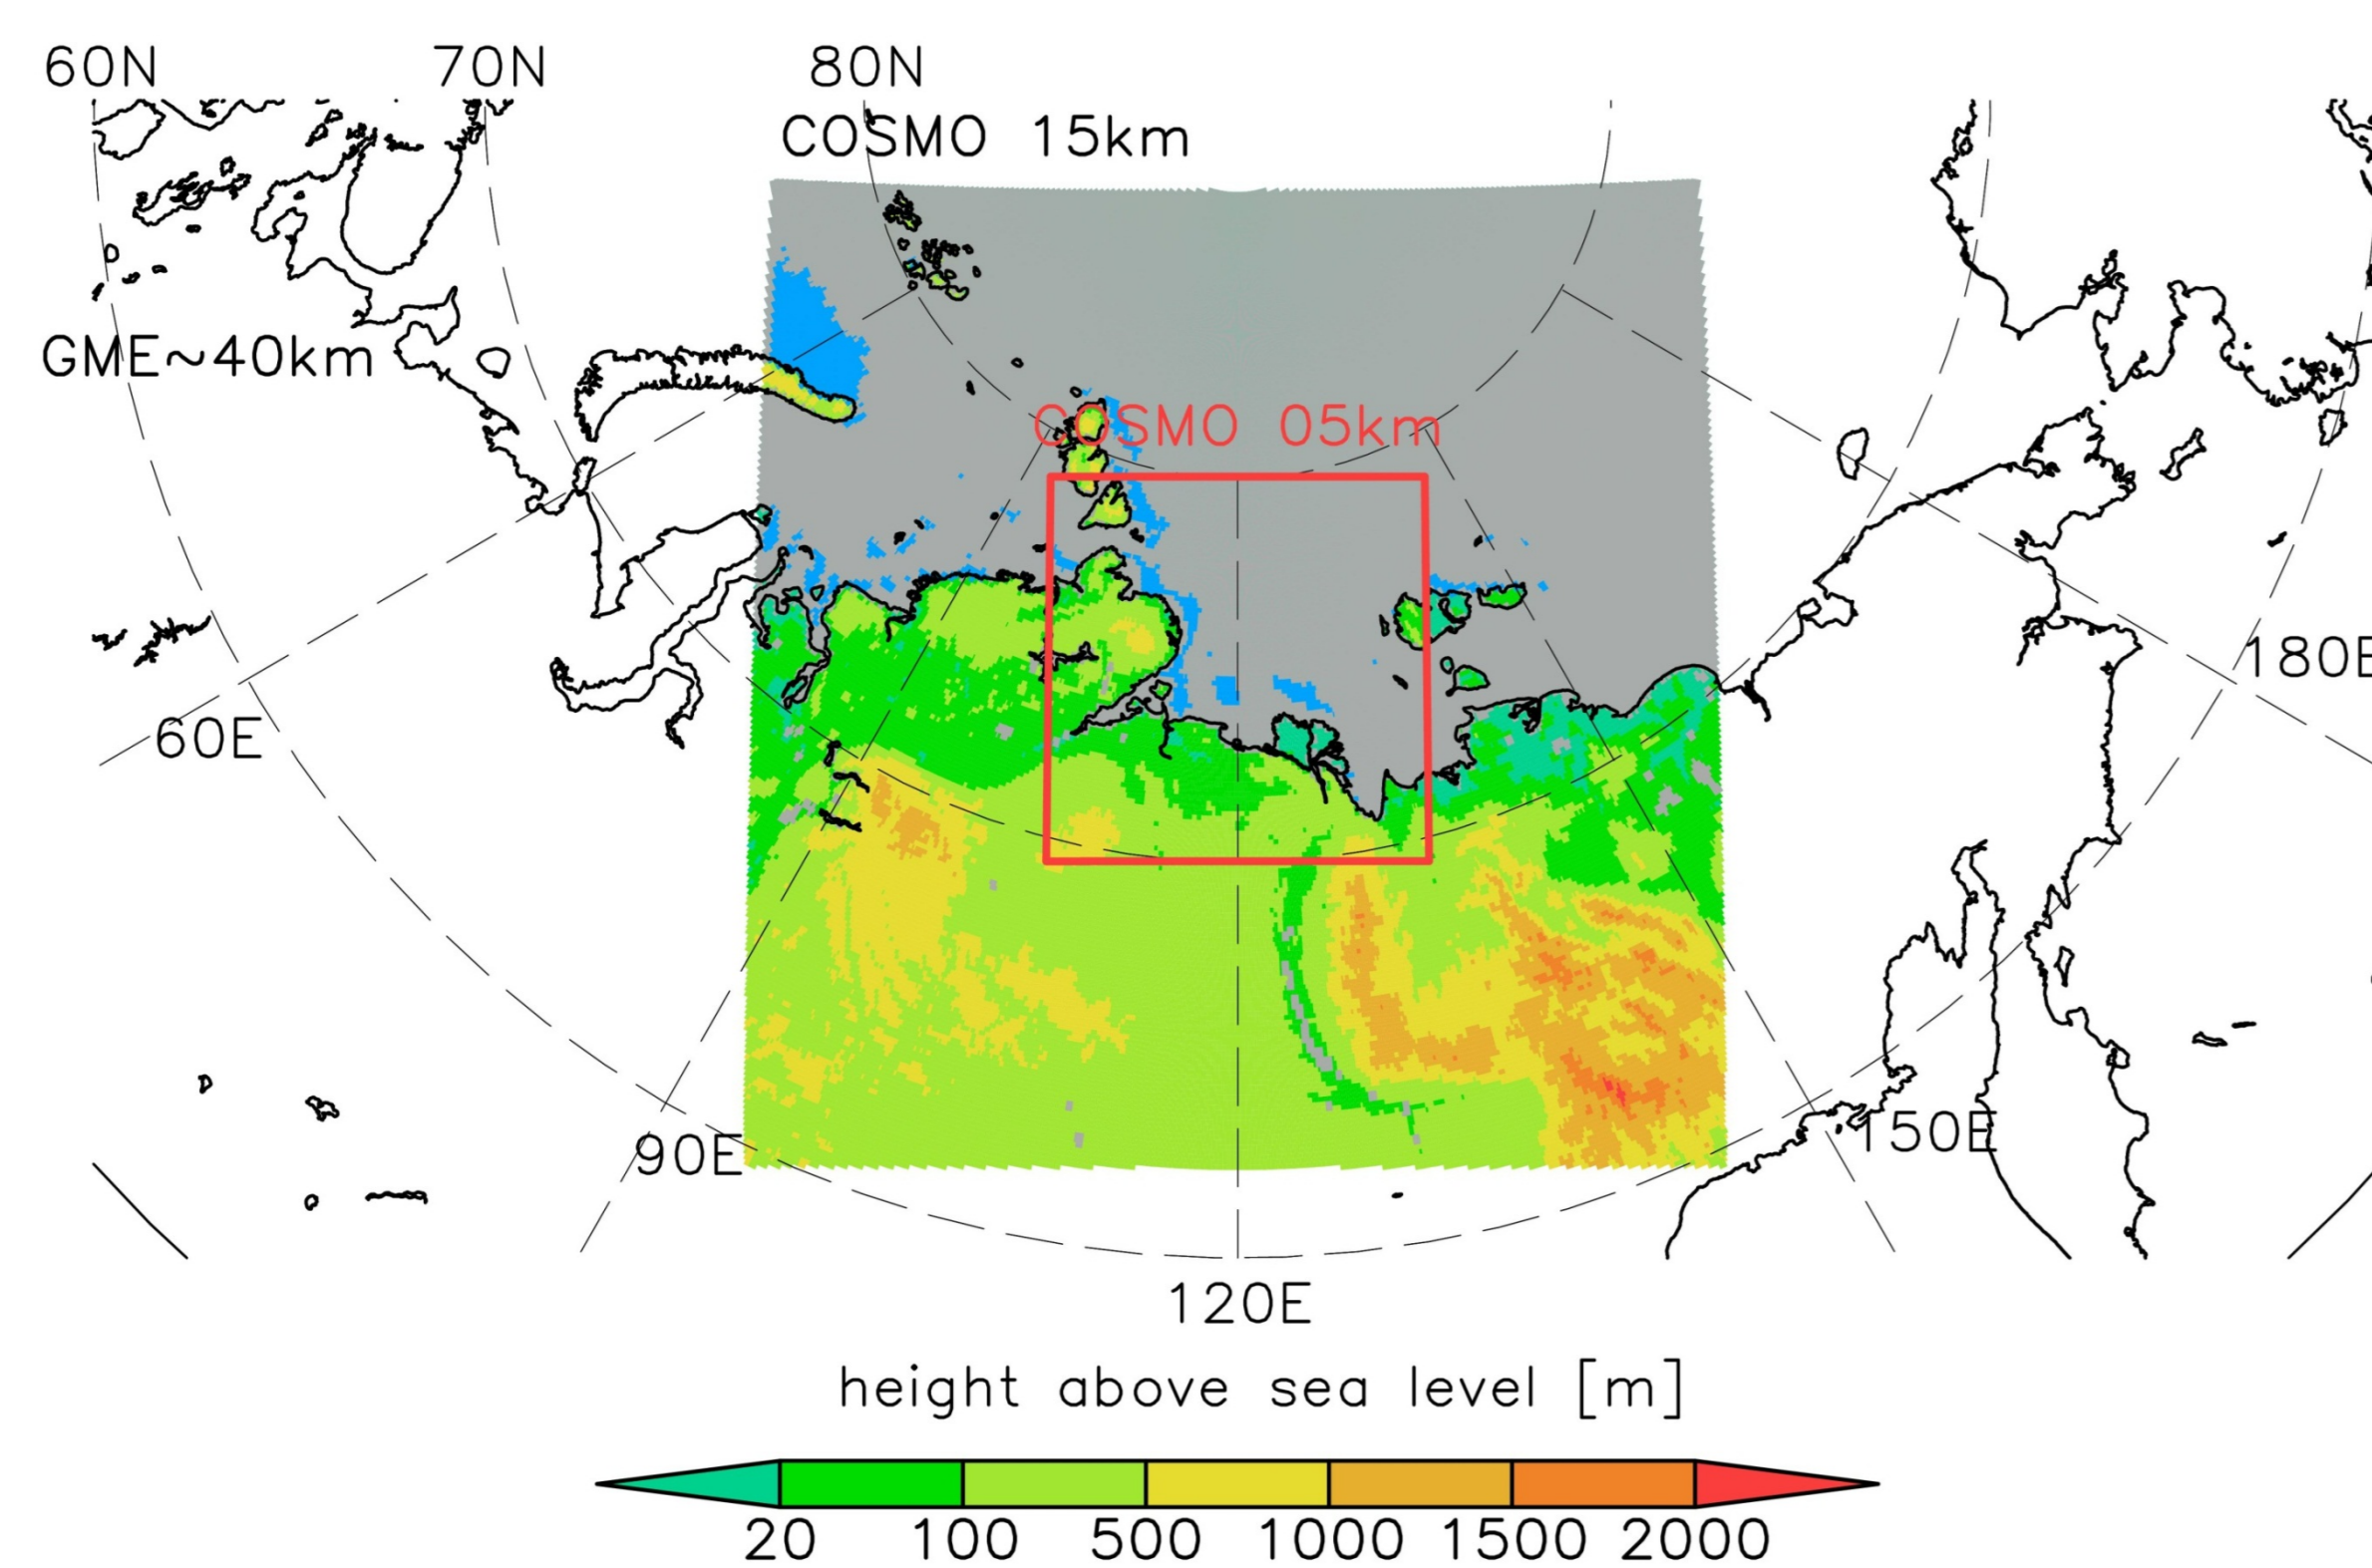 60N 70N 80N
COSMO 15km
GME~40km
COSMO 05km
180E
60E
150E
90E
120E
height above sea level [m]
20 100 500 1000 1500 2000